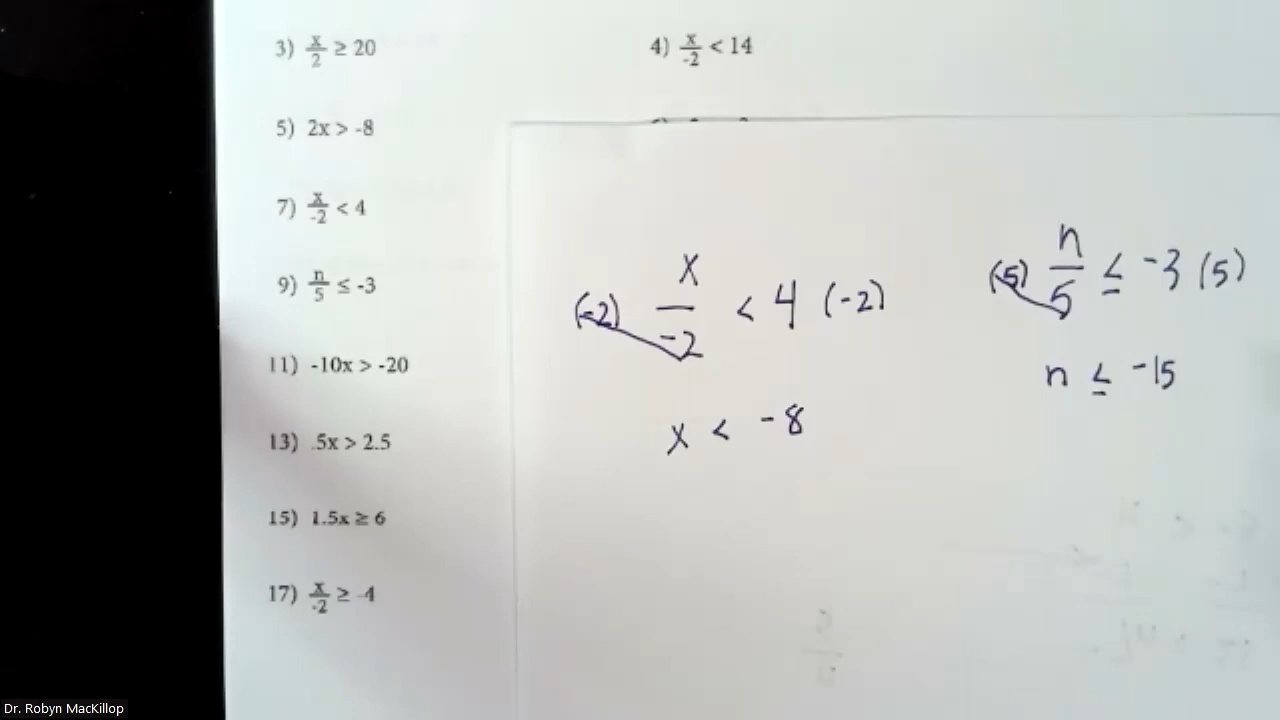 3) x/2 ≥ 20
4) x/-2 < 14
5) 2x > -8
7) x/-2 < 4
9) n/5 ≤ -3
11) -10x > -20
13) .5x > 2.5
15) 1.5x ≥ 6
17) x/-2 ≥ -4
(-2) x/-2 < 4 (-2)
x < -8
(5) n/5 ≤ -3 (5)
n ≤ -15
Dr. Robyn MacKillop